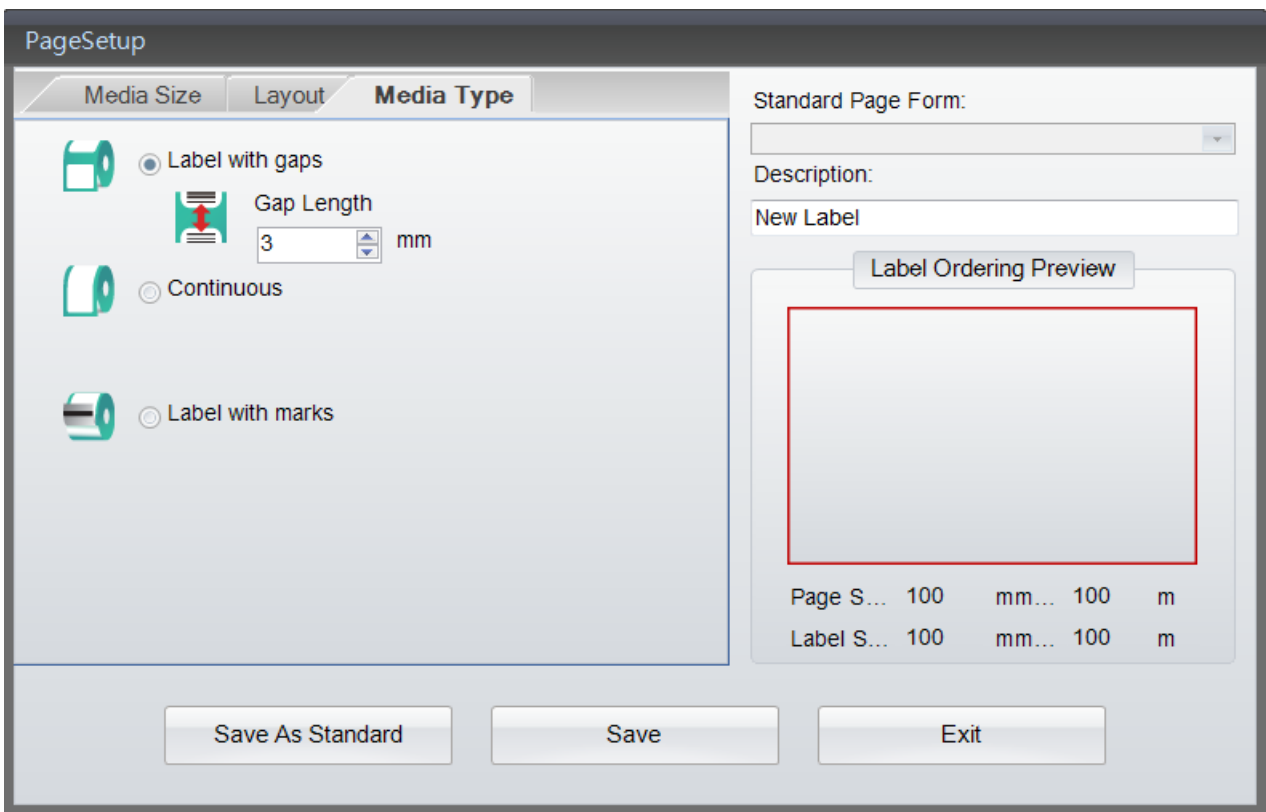 PageSetup
Media Size Layout Media Type
Label with gaps
Gap Length
3 mm
Continuous
Label with marks
Standard Page Form:
Description:
New Label
Label Ordering Preview
Page S... 100 mm... 100 m
Label S... 100 mm... 100 m
Save As Standard Save Exit